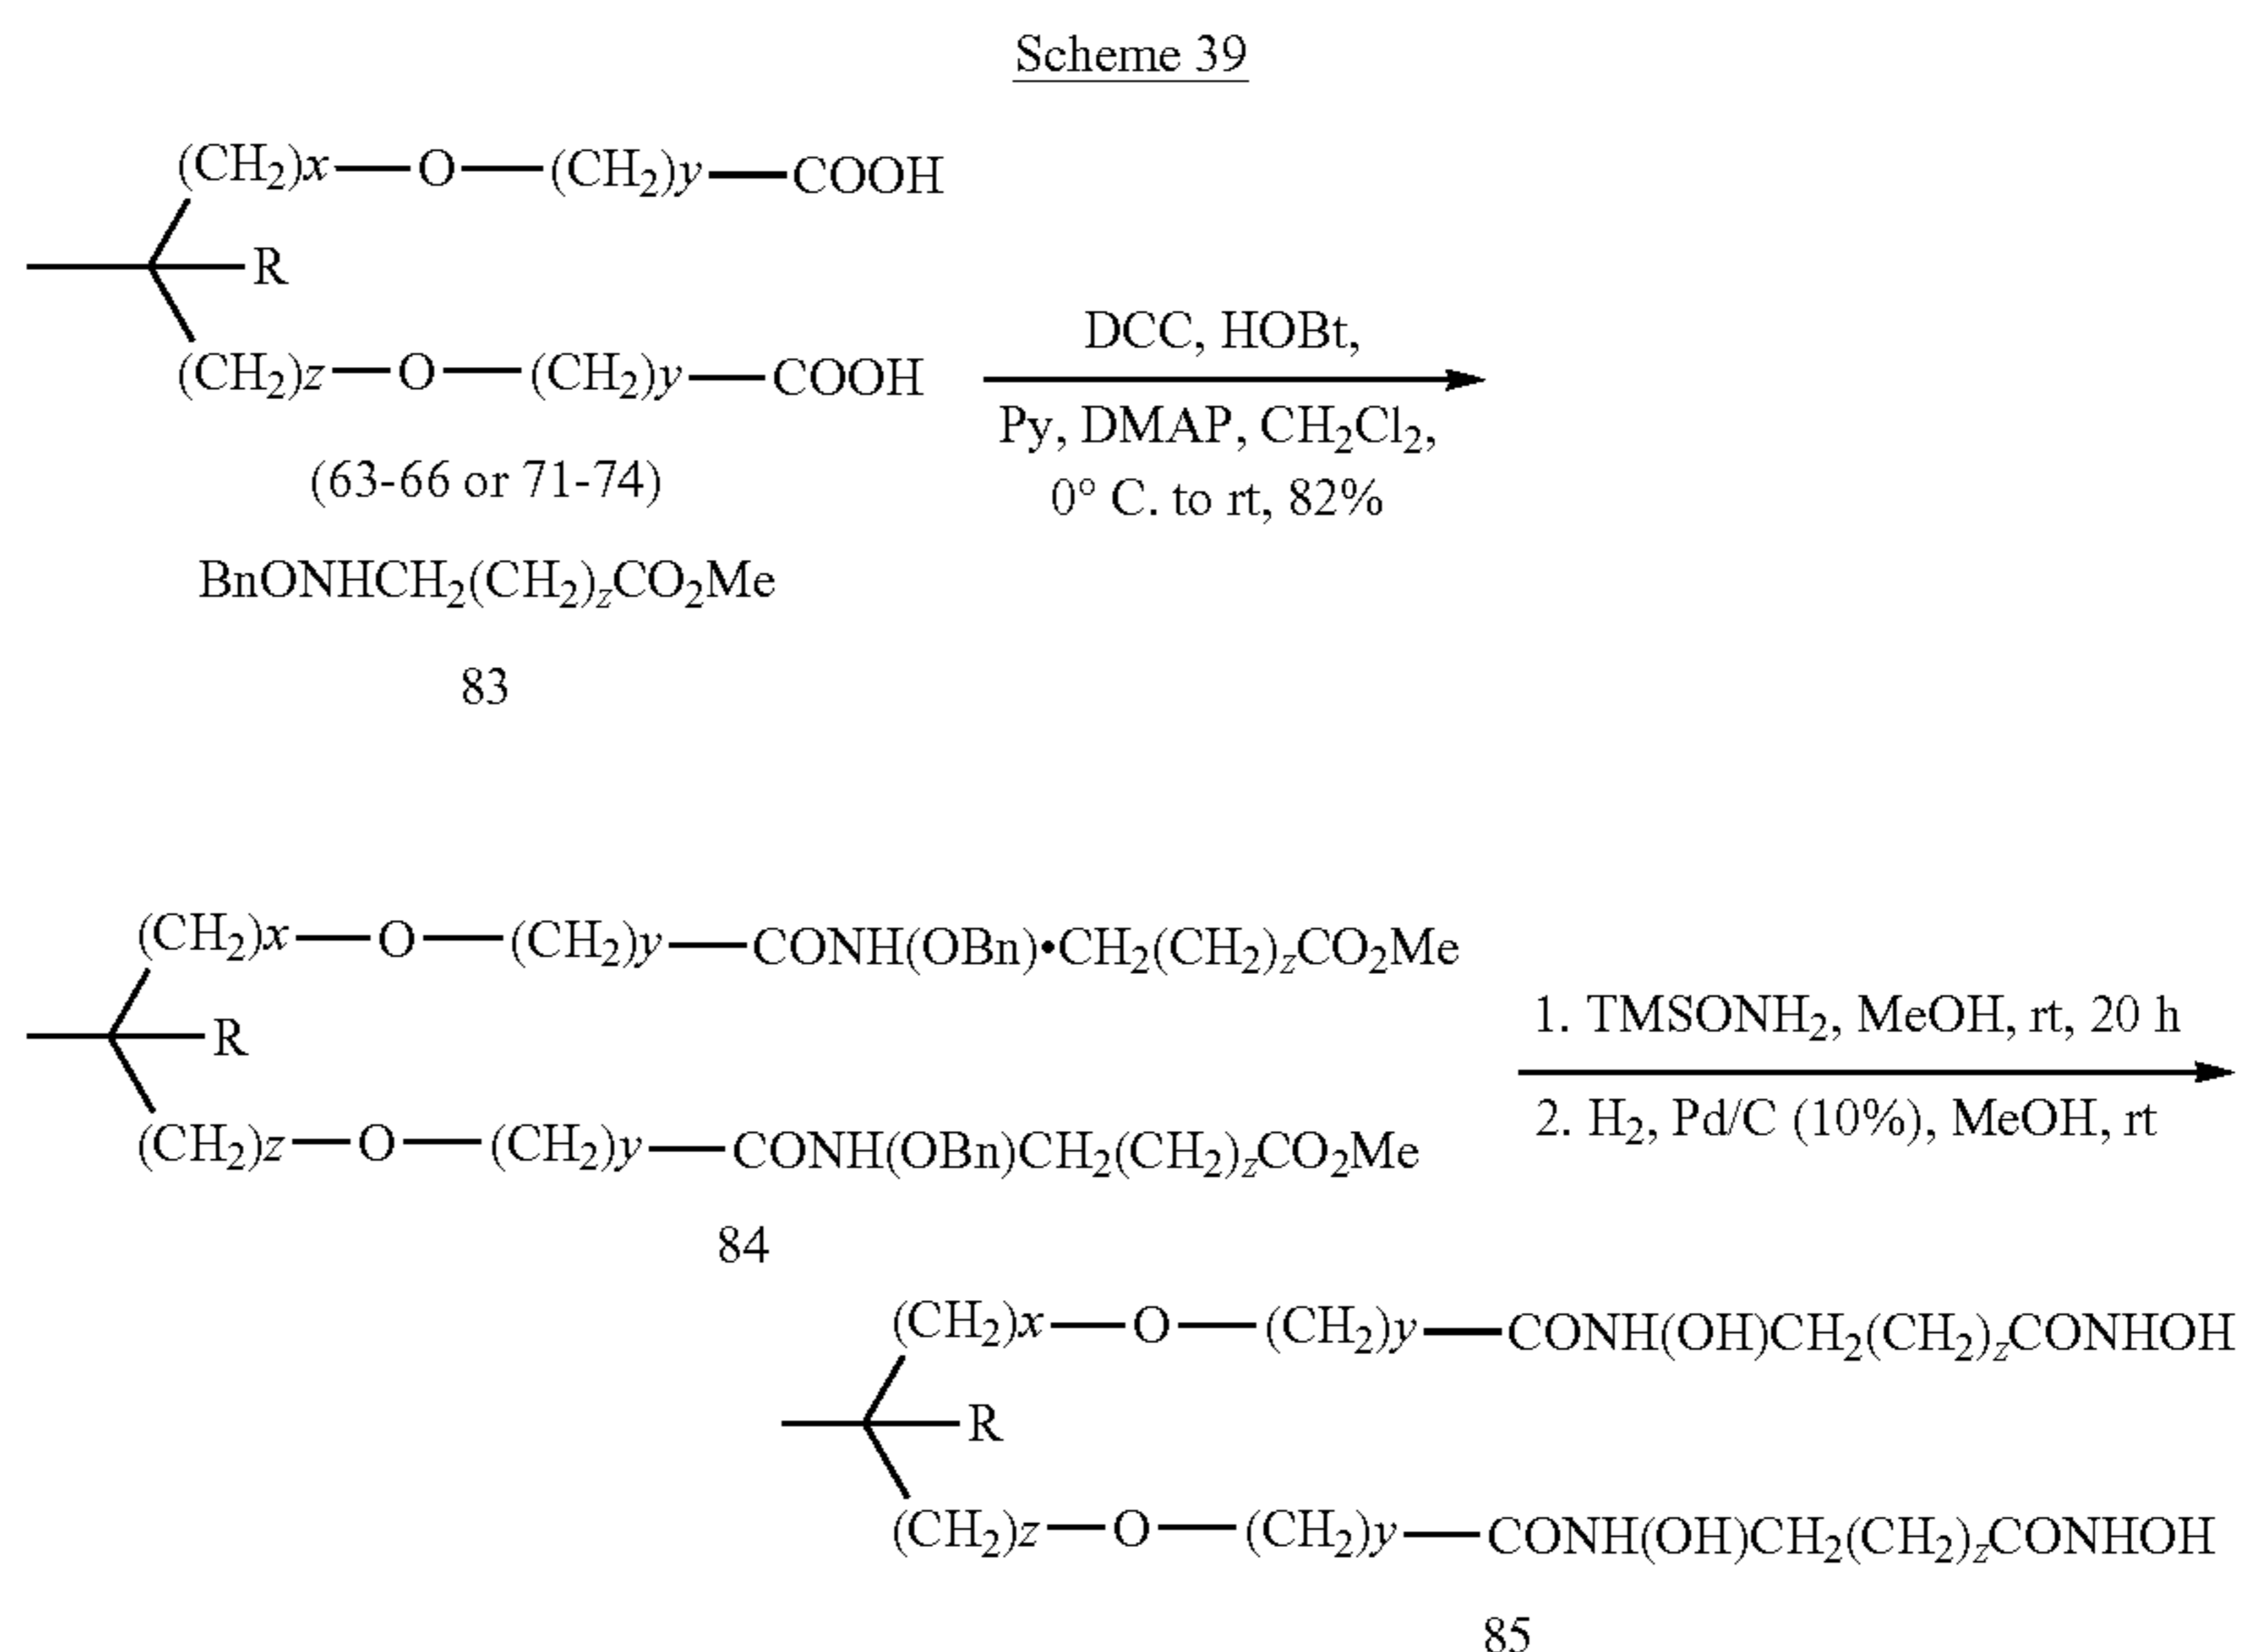 Scheme 39
(CH₂)x—O—(CH₂)y—COOH
R
(CH₂)z—O—(CH₂)y—COOH
(63-66 or 71-74)
BnONHCH₂(CH₂)zCO₂Me
83
DCC, HOBt,
Py, DMAP, CH₂Cl₂,
0° C. to rt, 82%
(CH₂)x—O—(CH₂)y—CONH(OBn)•CH₂(CH₂)zCO₂Me
R
(CH₂)z—O—(CH₂)y—CONH(OBn)CH₂(CH₂)zCO₂Me
84
1. TMSONH₂, MeOH, rt, 20 h
2. H₂, Pd/C (10%), MeOH, rt
(CH₂)x—O—(CH₂)y—CONH(OH)CH₂(CH₂)zCONHOH
R
(CH₂)z—O—(CH₂)y—CONH(OH)CH₂(CH₂)zCONHOH
85